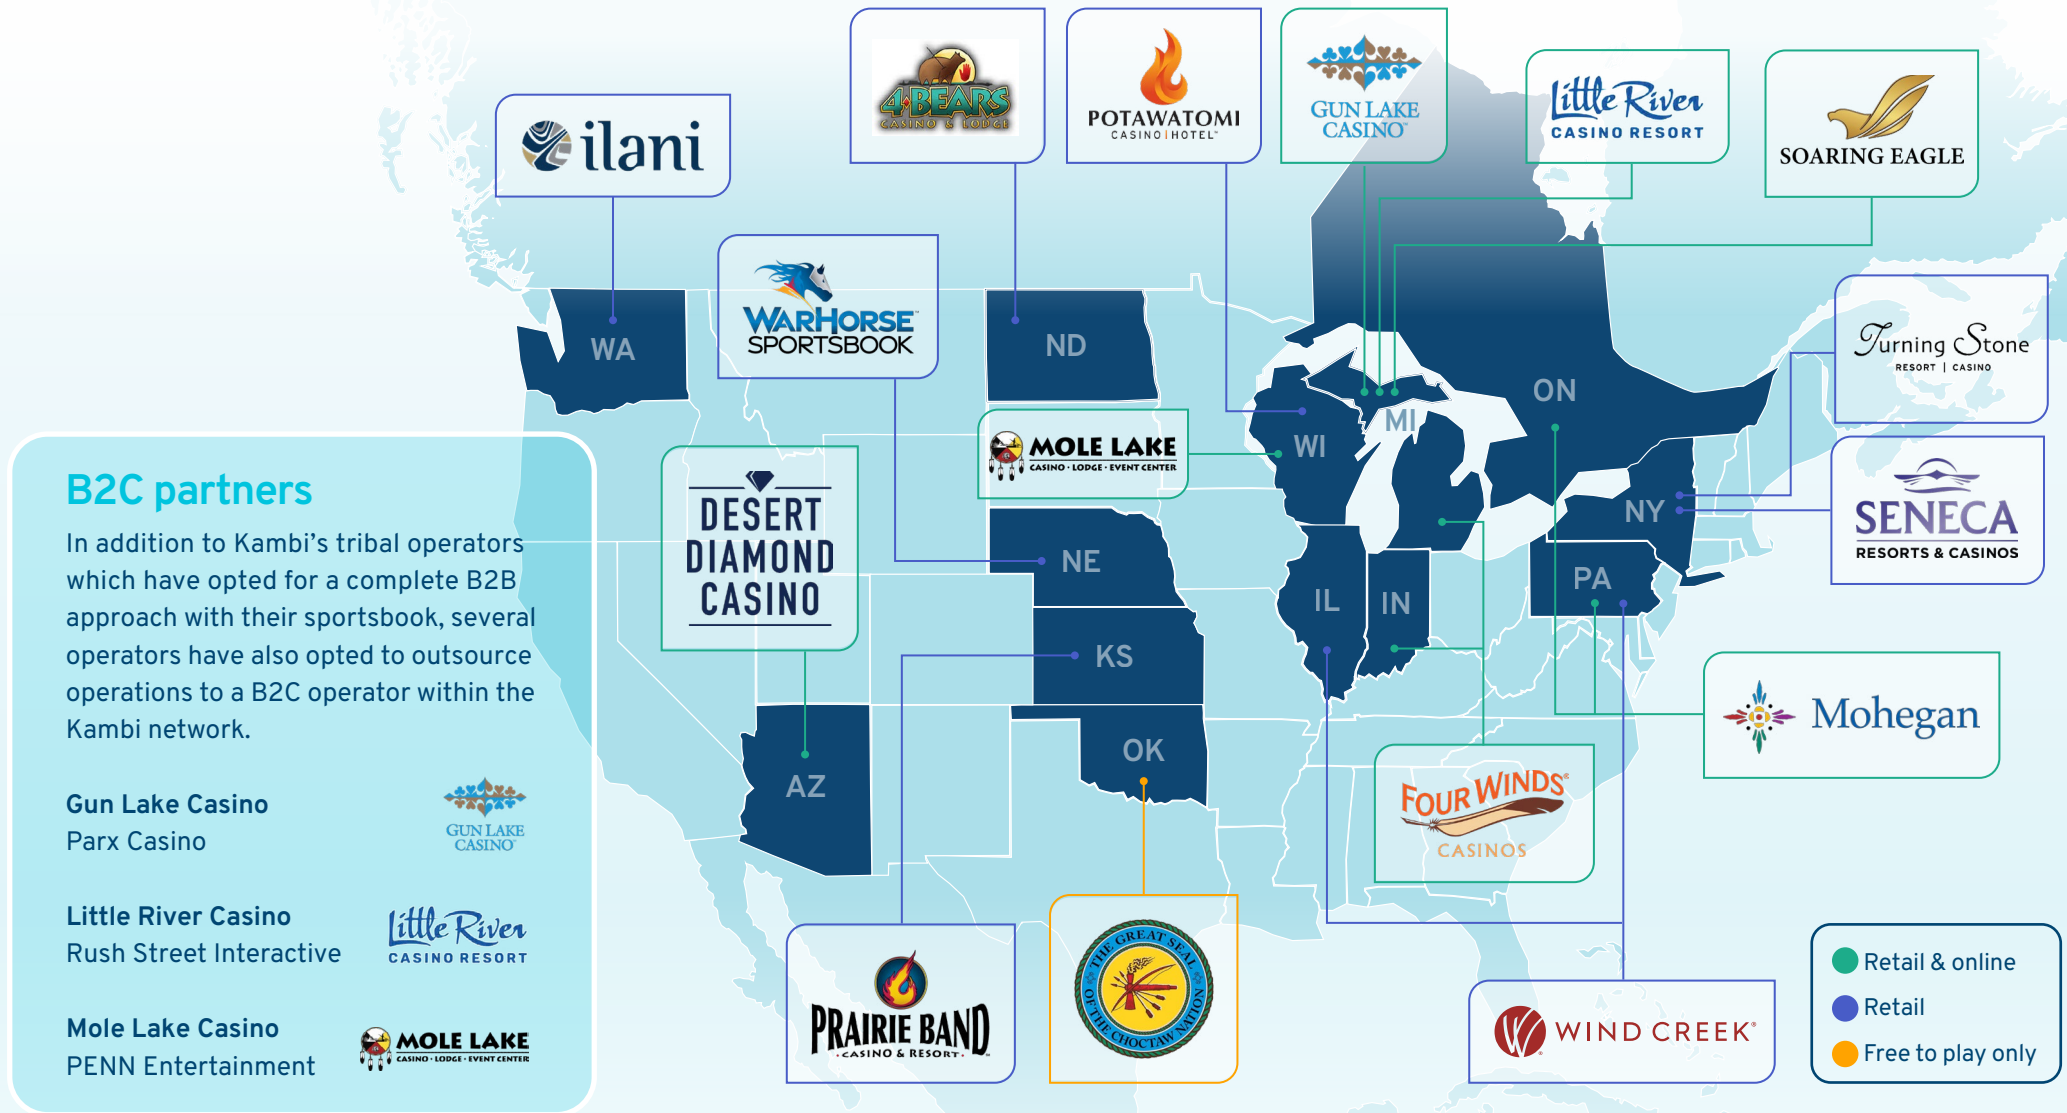 4 BEARS
CASINO & LODGE
POTAWATOMI
CASINO | HOTEL™
GUN LAKE
CASINO™
Little River
CASINO RESORT
SOARING EAGLE
ilani
WARHORSE™
SPORTSBOOK
Turning Stone
RESORT | CASINO
WA
ND
ON
MI
WI
MOLE LAKE
CASINO · LODGE · EVENT CENTER
NY
SENECA
RESORTS & CASINOS
DESERT
DIAMOND
CASINO
NE
IL
IN
PA
KS
Mohegan
OK
AZ
FOUR WINDS®
CASINOS
B2C partners
In addition to Kambi's tribal operators
which have opted for a complete B2B
approach with their sportsbook, several
operators have also opted to outsource
operations to a B2C operator within the
Kambi network.
Gun Lake Casino
Parx Casino
GUN LAKE
CASINO™
Little River Casino
Rush Street Interactive
Little River
CASINO RESORT
Mole Lake Casino
PENN Entertainment
MOLE LAKE
CASINO · LODGE · EVENT CENTER
PRAIRIE BAND
· CASINO & RESORT ·
THE GREAT SEAL
OF THE CHOCTAW NATION
WIND CREEK®
Retail & online
Retail
Free to play only